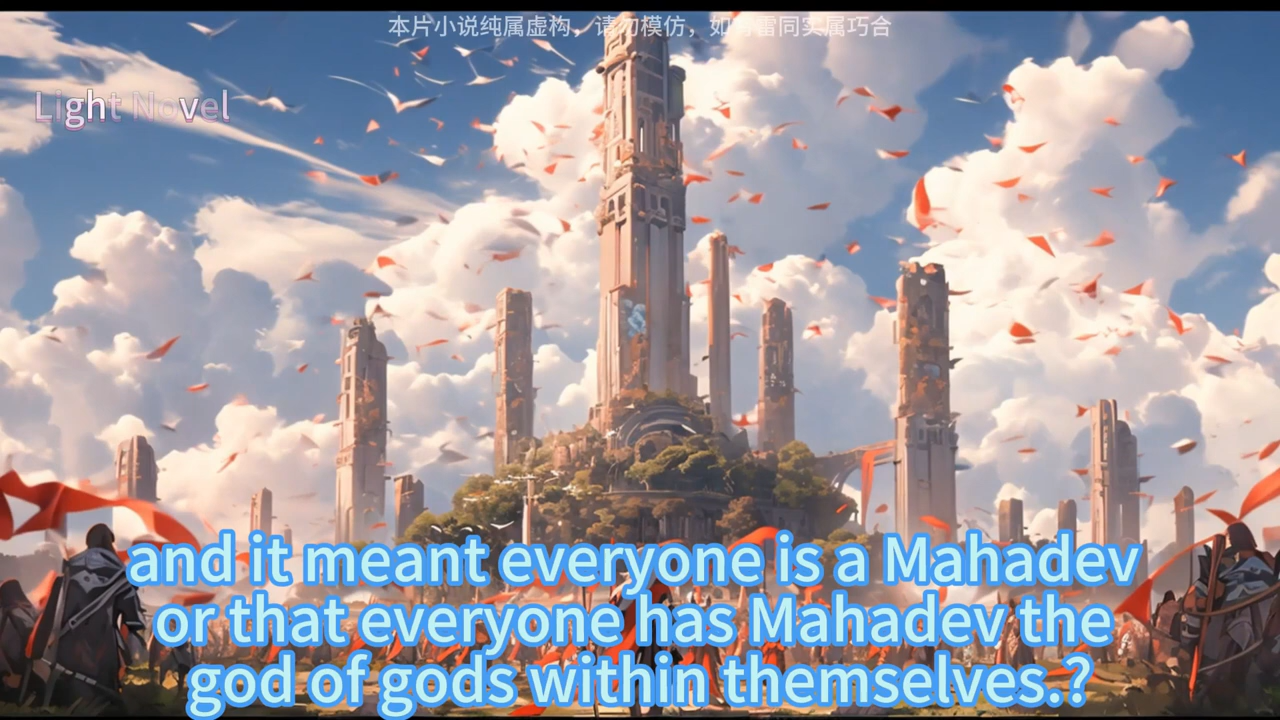 本片小说纯属虚构，请勿模仿，如有雷同实属巧合
Light Novel
and it meant everyone is a Mahadev
or that everyone has Mahadev the
god of gods within themselves.?